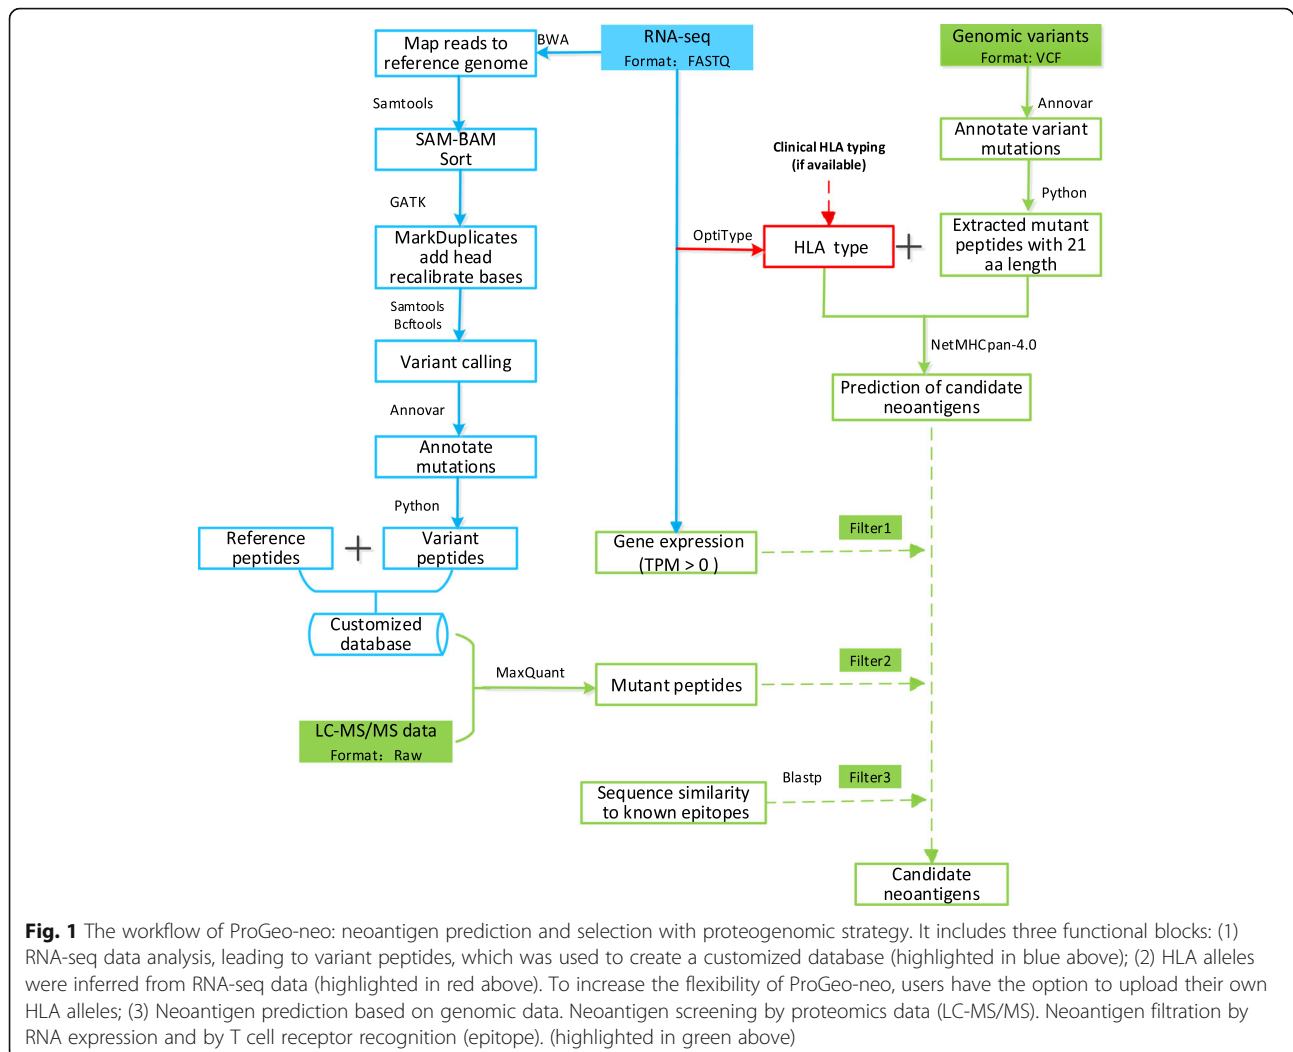 Map reads to
reference genome
BWA
RNA-seq
Format：FASTQ
Genomic variants
Format: VCF
Samtools
Annovar
SAM-BAM
Sort
Annotate variant
mutations
Clinical HLA typing
(if available)
GATK
Python
MarkDuplicates
add head
recalibrate bases
OptiType
HLA type
+
Extracted mutant
peptides with 21
aa length
Samtools
Bcftools
NetMHCpan-4.0
Variant calling
Prediction of candidate
neoantigens
Annovar
Annotate
mutations
Python
Reference
peptides
+
Variant
peptides
Gene expression
(TPM > 0 )
Filter1
Customized
database
MaxQuant
Mutant peptides
Filter2
LC-MS/MS data
Format：Raw
Sequence similarity
to known epitopes
Blastp
Filter3
Candidate
neoantigens
Fig. 1 The workflow of ProGeo-neo: neoantigen prediction and selection with proteogenomic strategy. It includes three functional blocks: (1)
RNA-seq data analysis, leading to variant peptides, which was used to create a customized database (highlighted in blue above); (2) HLA alleles
were inferred from RNA-seq data (highlighted in red above). To increase the flexibility of ProGeo-neo, users have the option to upload their own
HLA alleles; (3) Neoantigen prediction based on genomic data. Neoantigen screening by proteomics data (LC-MS/MS). Neoantigen filtration by
RNA expression and by T cell receptor recognition (epitope). (highlighted in green above)